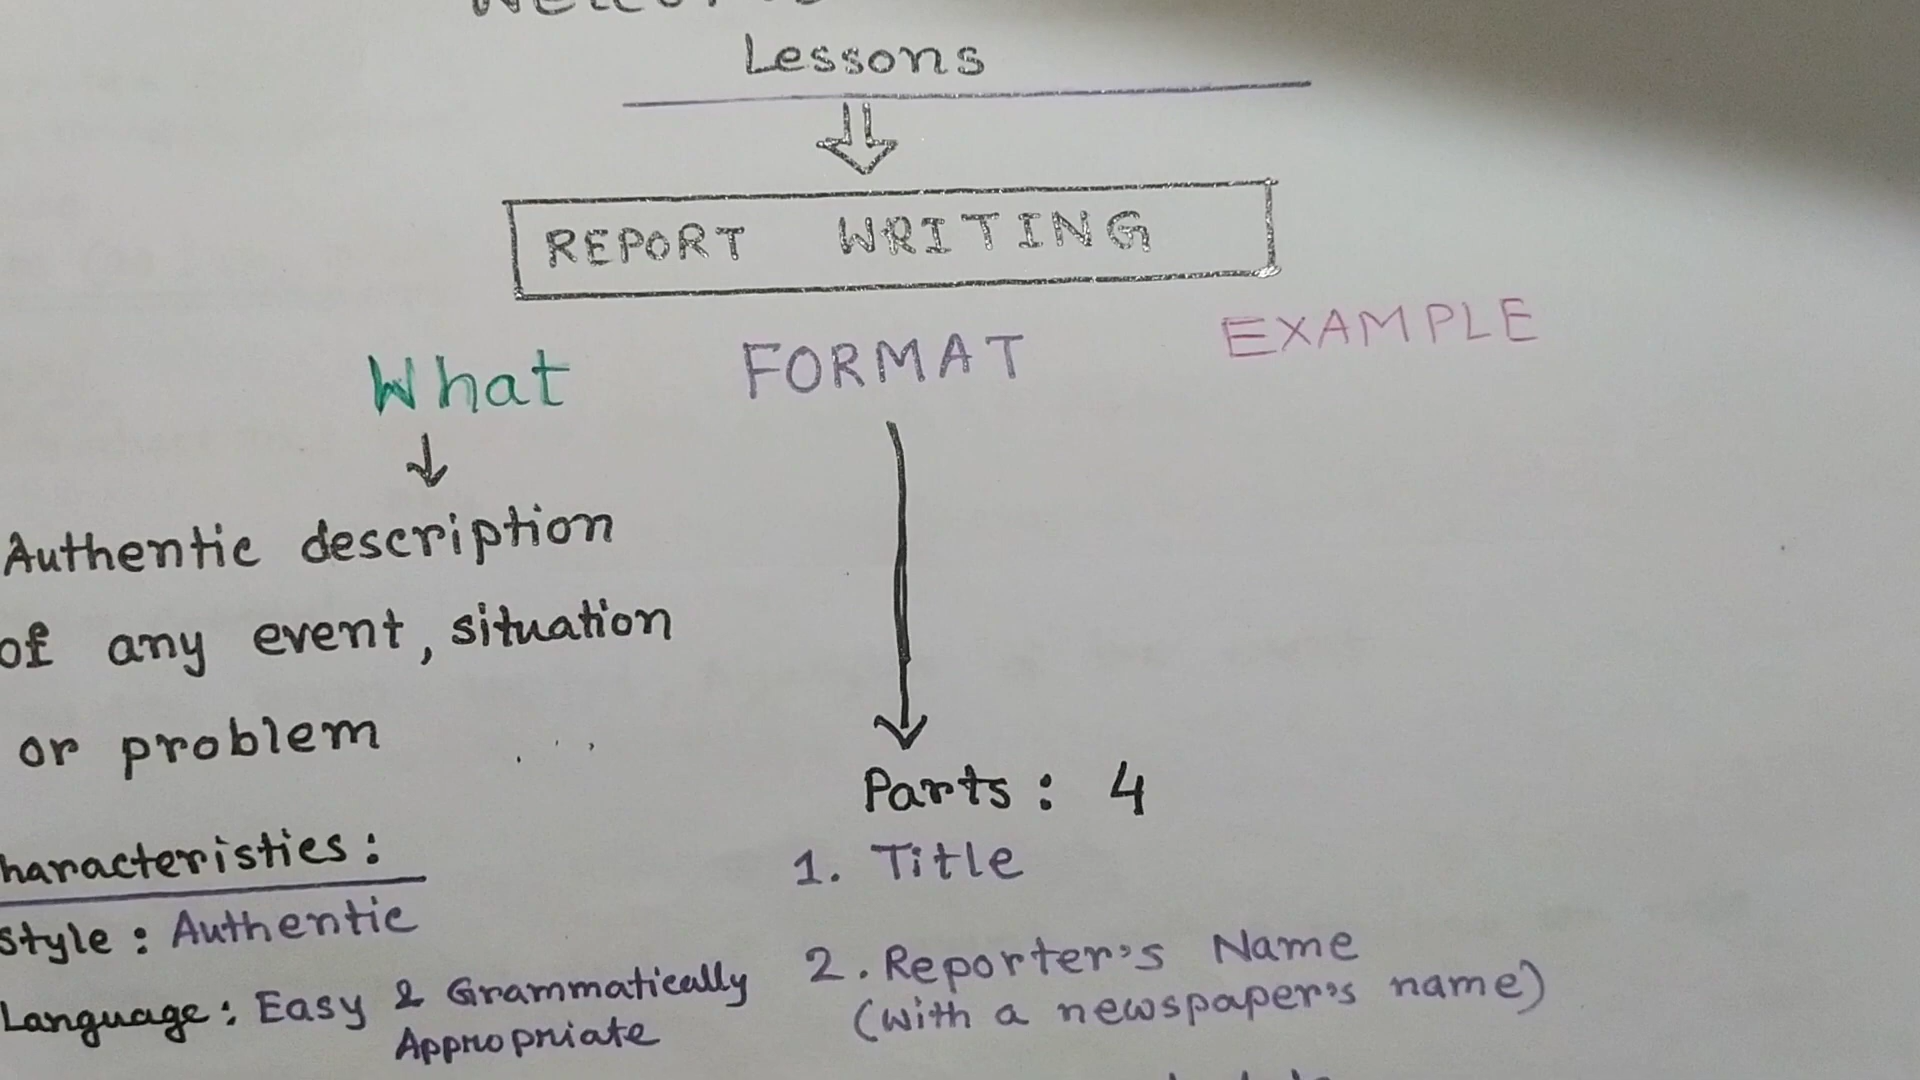 Lessons
REPORT WRITING
What FORMAT EXAMPLE
Authentic description
of any event, situation
or problem
Parts: 4
haracteristics:
1. Title
Style: Authentic
2. Reporter's Name
(with a newspaper's name)
Language: Easy & Grammatically
Appropriate